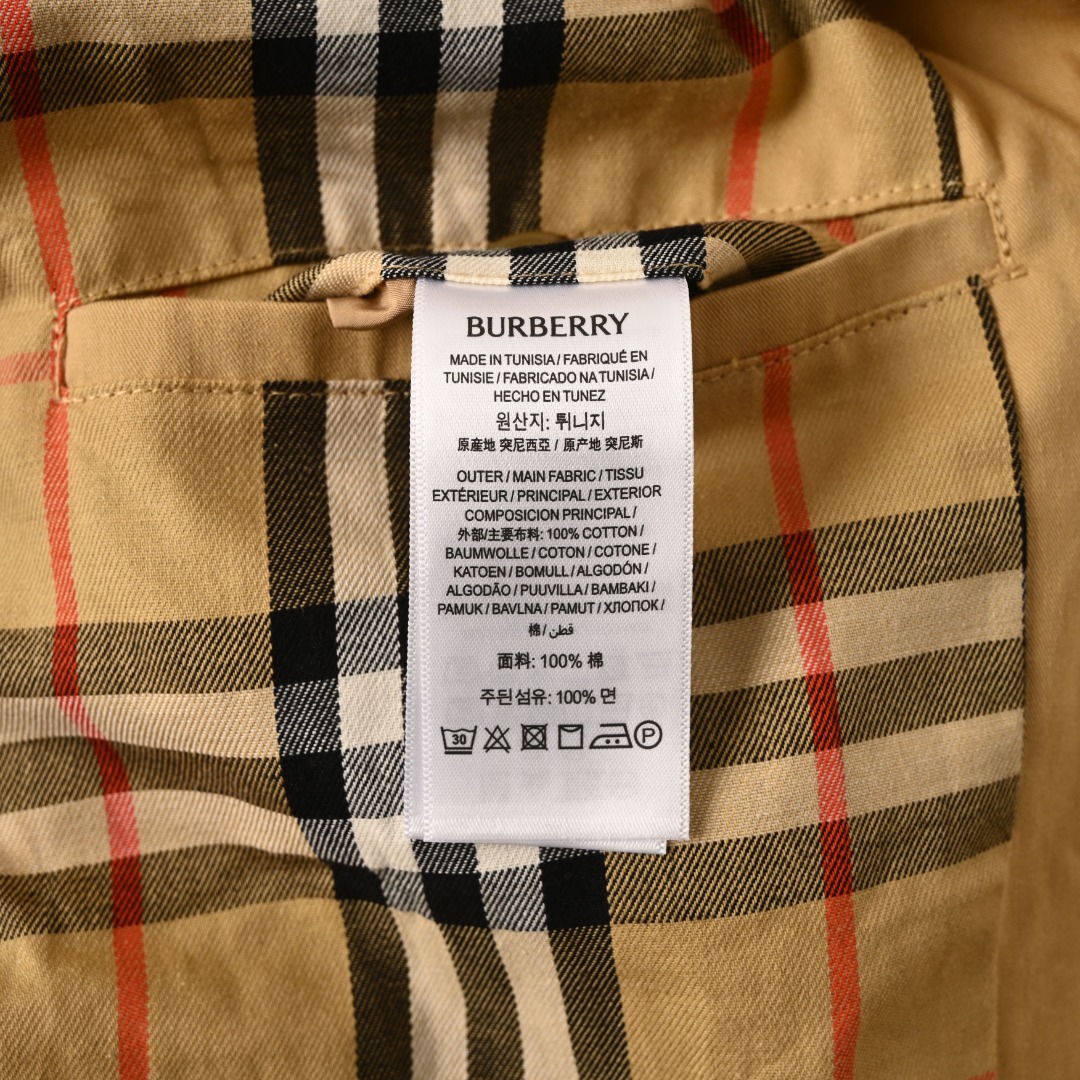 BURBERRY
MADE IN TUNISIA / FABRIQUÉ EN
TUNISIE / FABRICADO NA TUNISIA /
HECHO EN TUNEZ
원산지: 튀니지
原産地 突尼西亞 / 原产地 突尼斯
OUTER / MAIN FABRIC / TISSU
EXTÉRIEUR / PRINCIPAL / EXTERIOR
COMPOSICION PRINCIPAL /
外部/主要布料: 100% COTTON /
BAUMWOLLE / COTON / COTONE /
KATOEN / BOMULL / ALGODÓN /
ALGODÃO / PUUVILLA / BAMBAKI /
PAMUK / BAVLNA / PAMUT / ХЛОПОК /
棉 / قطن
面料: 100% 棉
주된섬유: 100% 면
30 P